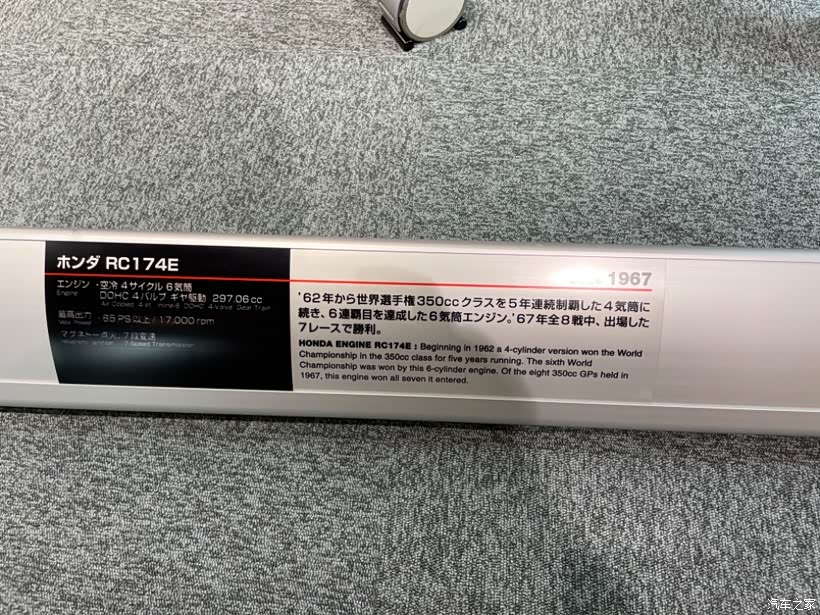 ホンダ RC174E
1967
エンジン ・空冷 4サイクル 6気筒
Engine
DOHC 4バルブ ギヤ駆動 297.06cc
Air Cooled 4-st. Inline-6 DOHC 4-Valve Gear Train
最高出力 ・65PS以上/17,000rpm
Max. Power
マグネトー点火、7段変速
Magneto Ignition 7-Speed Transmission
'62年から世界選手権350ccクラスを5年連続制覇した4気筒に
続き、6連覇目を達成した6気筒エンジン。'67年全8戦中、出場した
7レースで勝利。
HONDA ENGINE RC174E : Beginning in 1962 a 4-cylinder version won the World
Championship in the 350cc class for five years running. The sixth World
Championship was won by this 6-cylinder engine. Of the eight 350cc GPs held in
1967, this engine won all seven it entered.
汽车之家